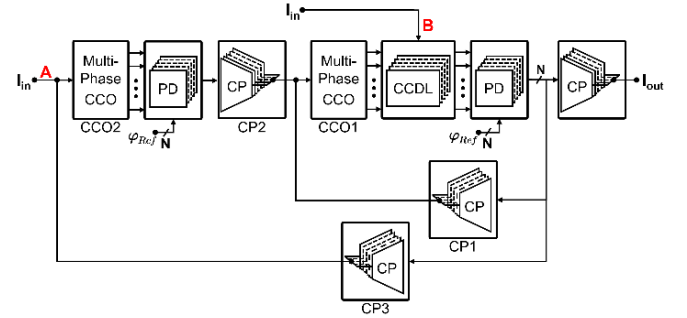 I_in
B
I_in
A
Multi-
Phase
CCO
CCO2
PD
φ_Ref
N
CP
CP2
Multi-
Phase
CCO
CCO1
CCDL
PD
φ_Ref
N
N
CP
I_out
CP
CP1
CP
CP3